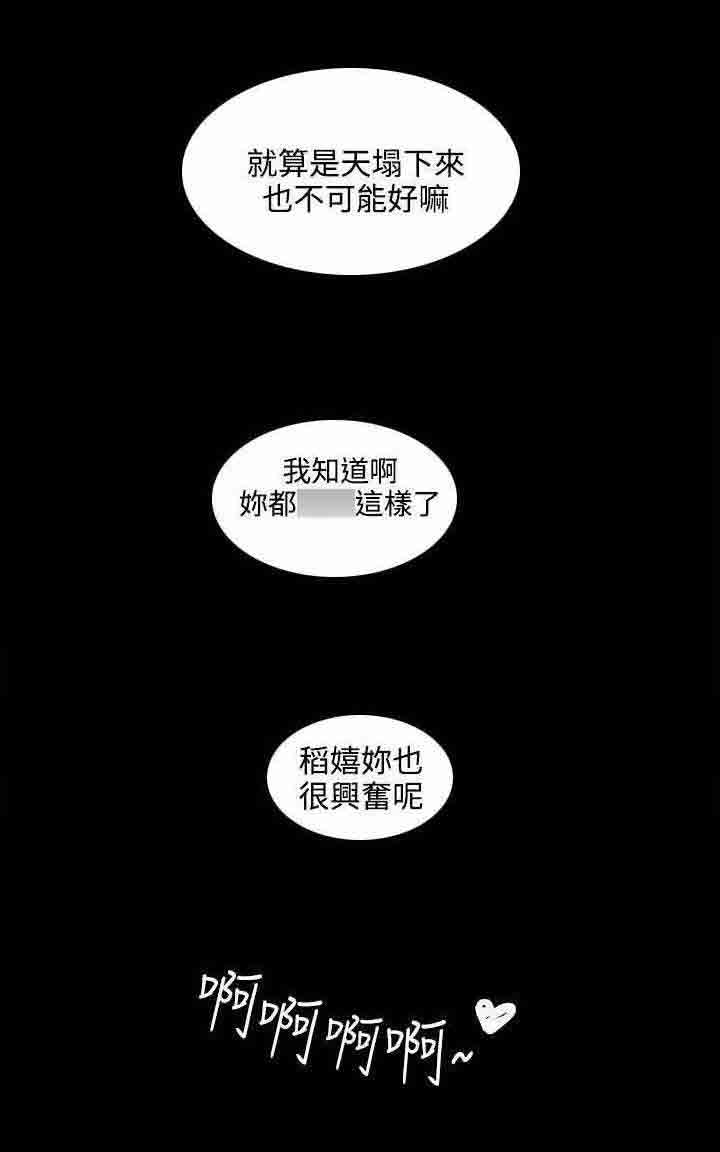 就算是天塌下來
也不可能好嘛
我知道啊
妳都 這樣了
稻嬉妳也
很興奮呢
啊啊啊啊~♡